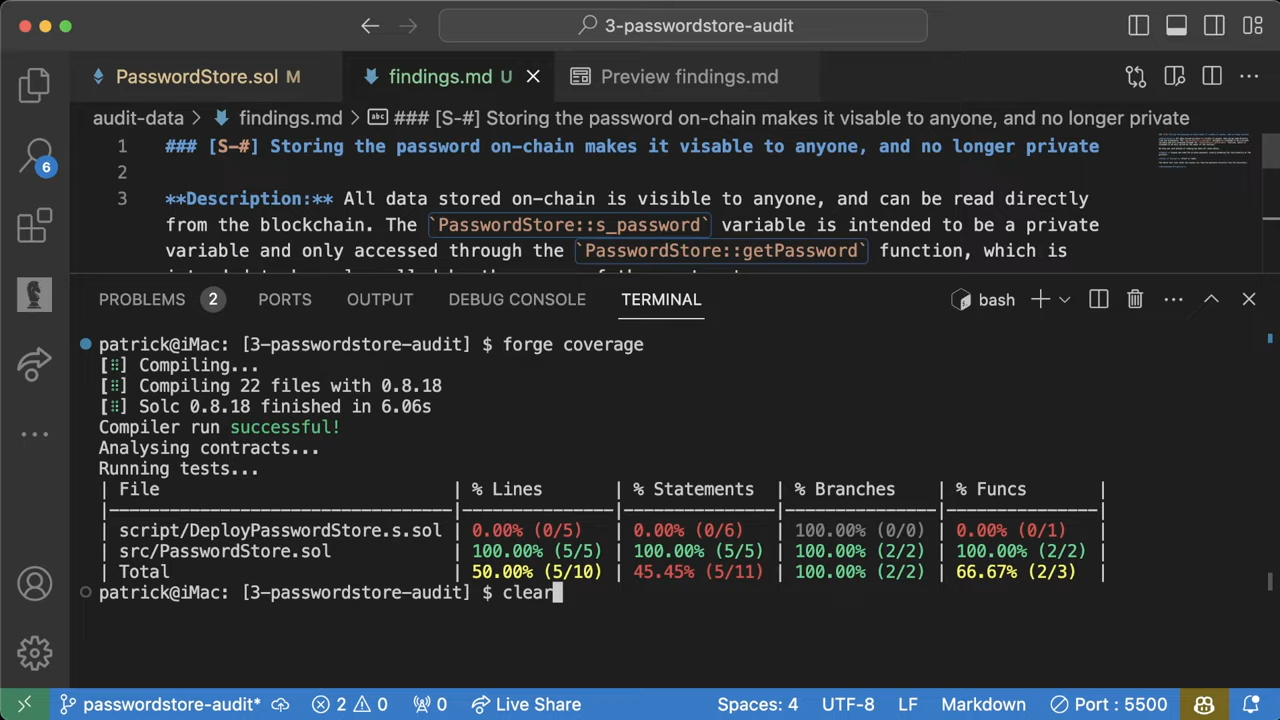 3-passwordstore-audit
PasswordStore.sol M
findings.md U
Preview findings.md
audit-data > findings.md > ### [S-#] Storing the password on-chain makes it visable to anyone, and no longer private
1 ### [S-#] Storing the password on-chain makes it visable to anyone, and no longer private
2
3 **Description:** All data stored on-chain is visible to anyone, and can be read directly
from the blockchain. The `PasswordStore::s_password` variable is intended to be a private
variable and only accessed through the `PasswordStore::getPassword` function, which is
6
PROBLEMS 2 PORTS OUTPUT DEBUG CONSOLE TERMINAL bash
patrick@iMac: [3-passwordstore-audit] $ forge coverage
[⠿] Compiling...
[⠿] Compiling 22 files with 0.8.18
[⠿] Solc 0.8.18 finished in 6.06s
Compiler run successful!
Analysing contracts...
Running tests...
| File | % Lines | % Statements | % Branches | % Funcs |
| script/DeployPasswordStore.s.sol | 0.00% (0/5) | 0.00% (0/6) | 100.00% (0/0) | 0.00% (0/1) |
| src/PasswordStore.sol | 100.00% (5/5) | 100.00% (5/5) | 100.00% (2/2) | 100.00% (2/2) |
| Total | 50.00% (5/10) | 45.45% (5/11) | 100.00% (2/2) | 66.67% (2/3) |
patrick@iMac: [3-passwordstore-audit] $ clear
passwordstore-audit* 2 0 0 Live Share Spaces: 4 UTF-8 LF Markdown Port : 5500